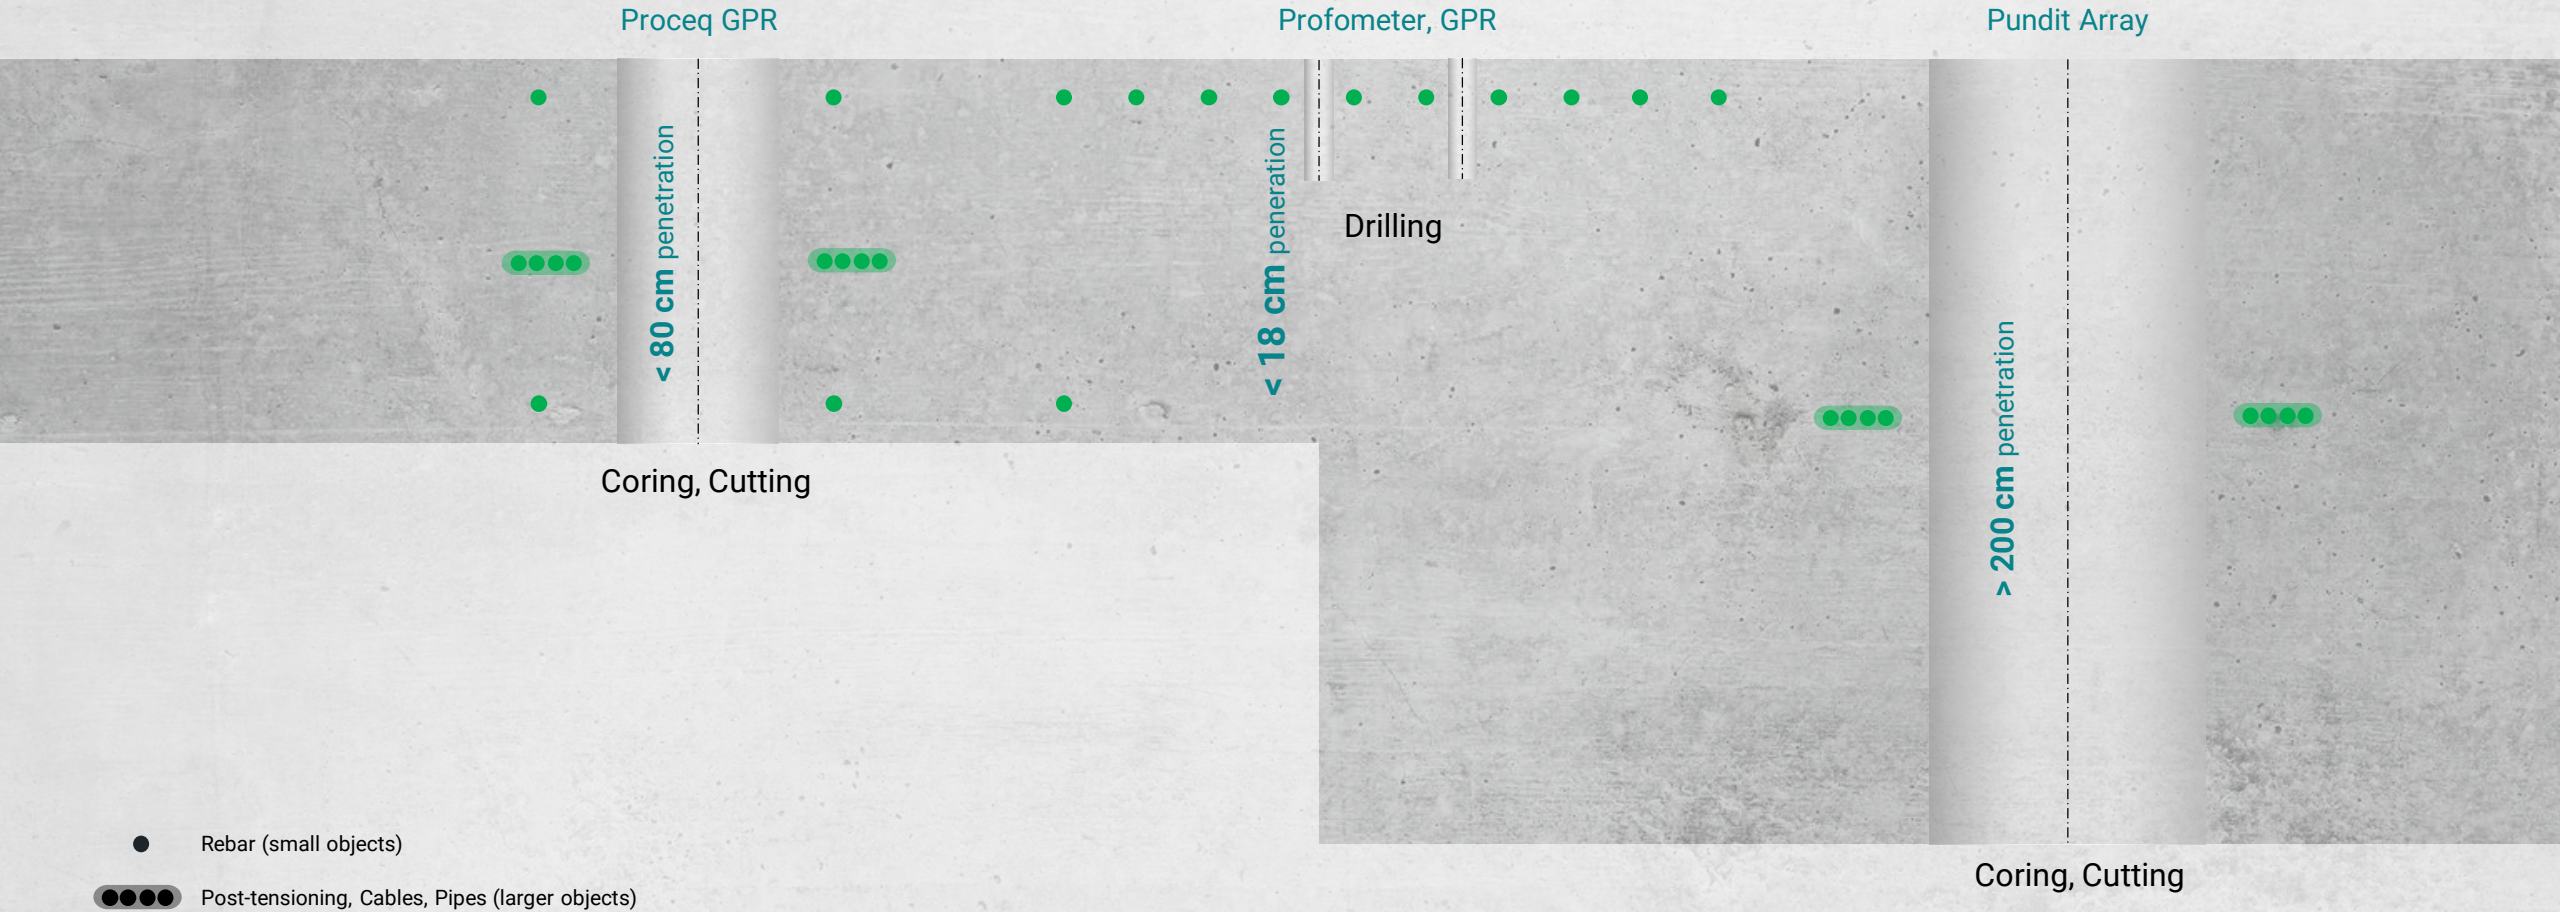 Proceq GPR
Profometer, GPR
Pundit Array
< 80 cm penetration
< 18 cm peneration
> 200 cm penetration
Drilling
Coring, Cutting
Rebar (small objects)
Post-tensioning, Cables, Pipes (larger objects)
Coring, Cutting